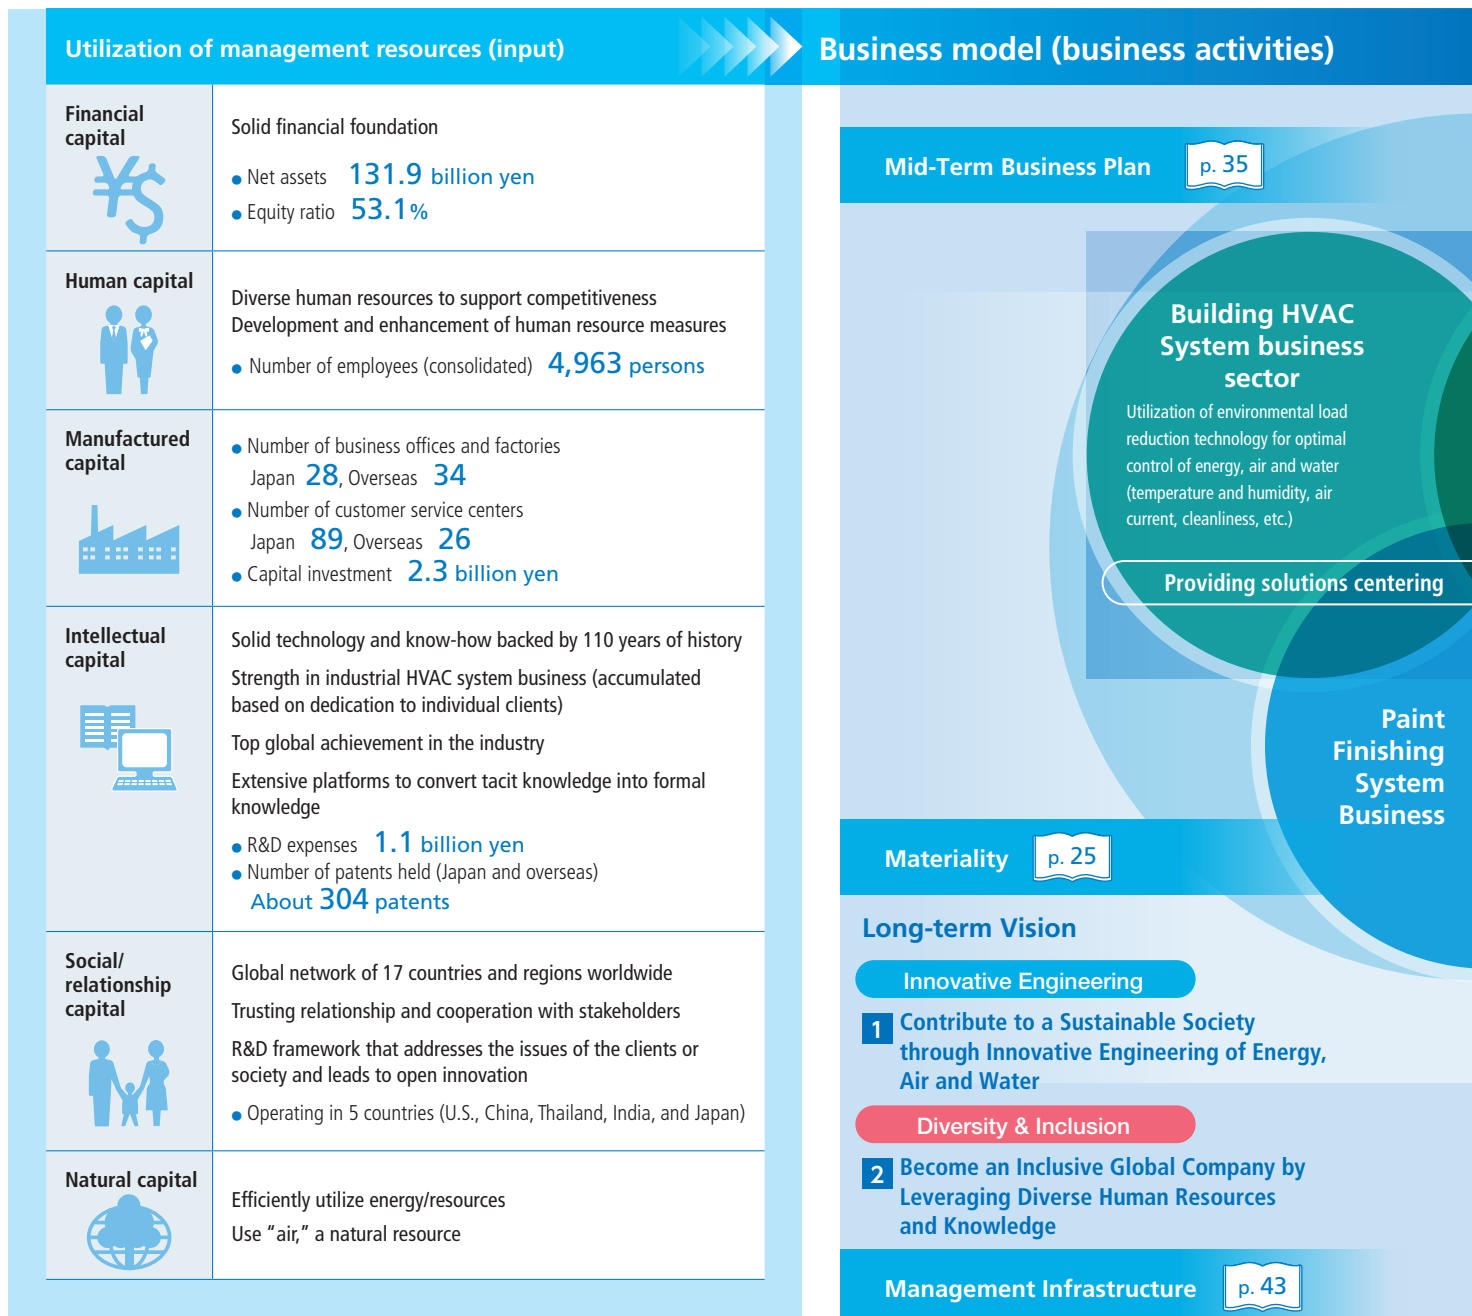 Utilization of management resources (input)
Financial
capital
Solid financial foundation
● Net assets 131.9 billion yen
● Equity ratio 53.1%
Human capital
Diverse human resources to support competitiveness
Development and enhancement of human resource measures
● Number of employees (consolidated) 4,963 persons
Manufactured
capital
● Number of business offices and factories
Japan 28, Overseas 34
● Number of customer service centers
Japan 89, Overseas 26
● Capital investment 2.3 billion yen
Intellectual
capital
Solid technology and know-how backed by 110 years of history
Strength in industrial HVAC system business (accumulated
based on dedication to individual clients)
Top global achievement in the industry
Extensive platforms to convert tacit knowledge into formal
knowledge
● R&D expenses 1.1 billion yen
● Number of patents held (Japan and overseas)
About 304 patents
Social/
relationship
capital
Global network of 17 countries and regions worldwide
Trusting relationship and cooperation with stakeholders
R&D framework that addresses the issues of the clients or
society and leads to open innovation
● Operating in 5 countries (U.S., China, Thailand, India, and Japan)
Natural capital
Efficiently utilize energy/resources
Use “air,” a natural resource
Business model (business activities)
Mid-Term Business Plan p. 35
Building HVAC
System business
sector
Utilization of environmental load
reduction technology for optimal
control of energy, air and water
(temperature and humidity, air
current, cleanliness, etc.)
Providing solutions centering
Paint
Finishing
System
Business
Materiality p. 25
Long-term Vision
Innovative Engineering
1 Contribute to a Sustainable Society
through Innovative Engineering of Energy,
Air and Water
Diversity & Inclusion
2 Become an Inclusive Global Company by
Leveraging Diverse Human Resources
and Knowledge
Management Infrastructure p. 43